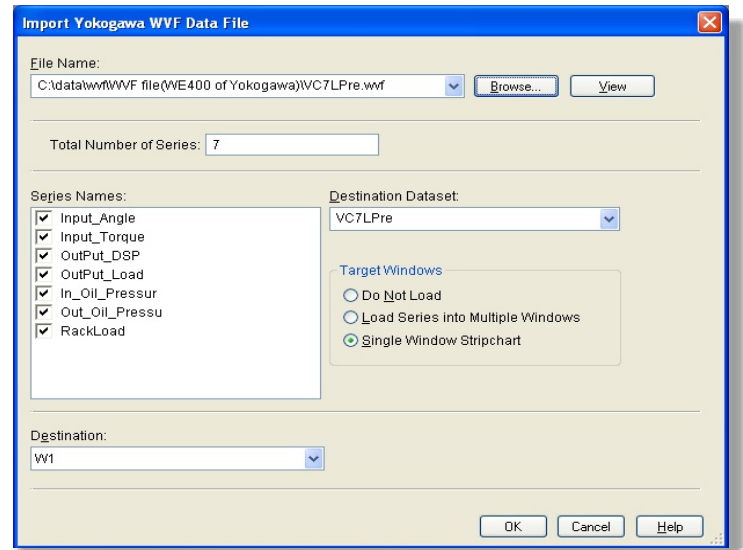 Import Yokogawa WVF Data File
File Name:
C:\data\wvf\WVF file(WE400 of Yokogawa)\VC7LPre.wvf
Browse... View
Total Number of Series: 7
Series Names:
Input_Angle
Input_Torque
OutPut_DSP
OutPut_Load
In_Oil_Pressur
Out_Oil_Pressu
RackLoad
Destination Dataset:
VC7LPre
Target Windows
Do Not Load
Load Series into Multiple Windows
Single Window Stripchart
Destination:
W1
OK Cancel Help